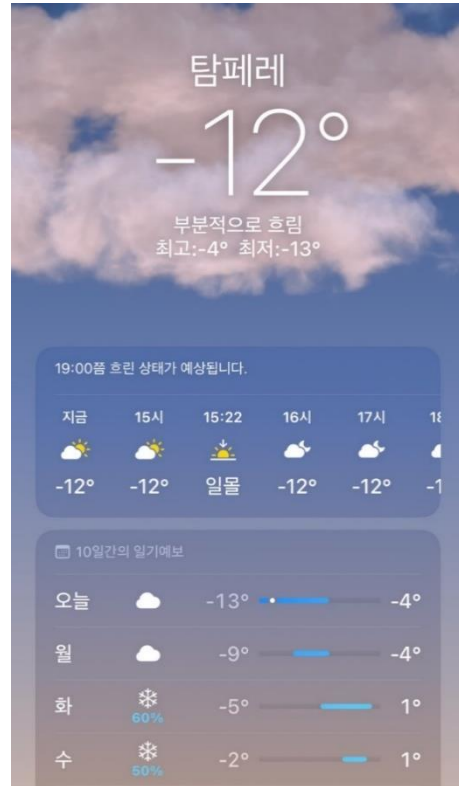 탐페레
-12°
부분적으로 흐림
최고:-4° 최저:-13°
19:00쯤 흐린 상태가 예상됩니다.
지금 15시 15:22 16시 17시
-12° -12° 일몰 -12° -12°
10일간의 일기예보
오늘 -13° -4°
월 -9° -4°
화 60% -5° 1°
수 50% -2° 1°